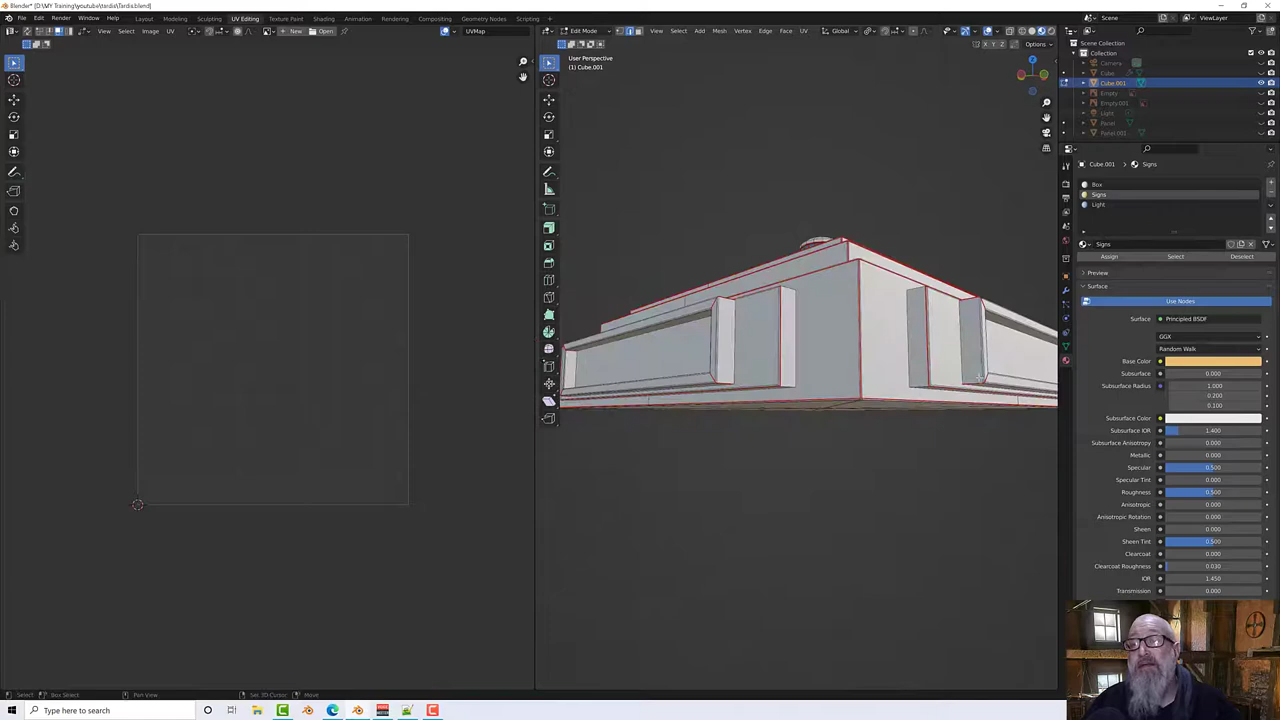 Blender* [D:\MY Training\youtube\tardis\Tardis.blend]
File Edit Render Window Help Layout Modeling Sculpting UV Editing Texture Paint Shading Animation Rendering Compositing Geometry Nodes Scripting Scene ViewLayer
View Select Image UV New Open UVMap Edit Mode View Select Add Mesh Vertex Edge Face UV Global
X Y Z Options
User Perspective
(1) Cube.001
Scene Collection
Collection
Camera
Cube
Cube.001
Empty
Empty.001
Light
Panel
Panel.001
Cube.001 Signs
Box
Signs
Light
Signs
Assign Select Deselect
Preview
Surface
Use Nodes
Surface Principled BSDF
GGX
Random Walk
Base Color
Subsurface 0.000
Subsurface Radius 1.000
0.200
0.100
Subsurface Color
Subsurface IOR 1.400
Subsurface Anisotropy 0.000
Metallic 0.000
Specular 0.500
Specular Tint 0.000
Roughness 0.500
Anisotropic 0.000
Anisotropic Rotation 0.000
Sheen 0.000
Sheen Tint 0.500
Clearcoat 0.000
Clearcoat Roughness 0.030
IOR 1.450
Transmission 0.000
Select Box Select Pan View Set 3D Cursor Move
Type here to search